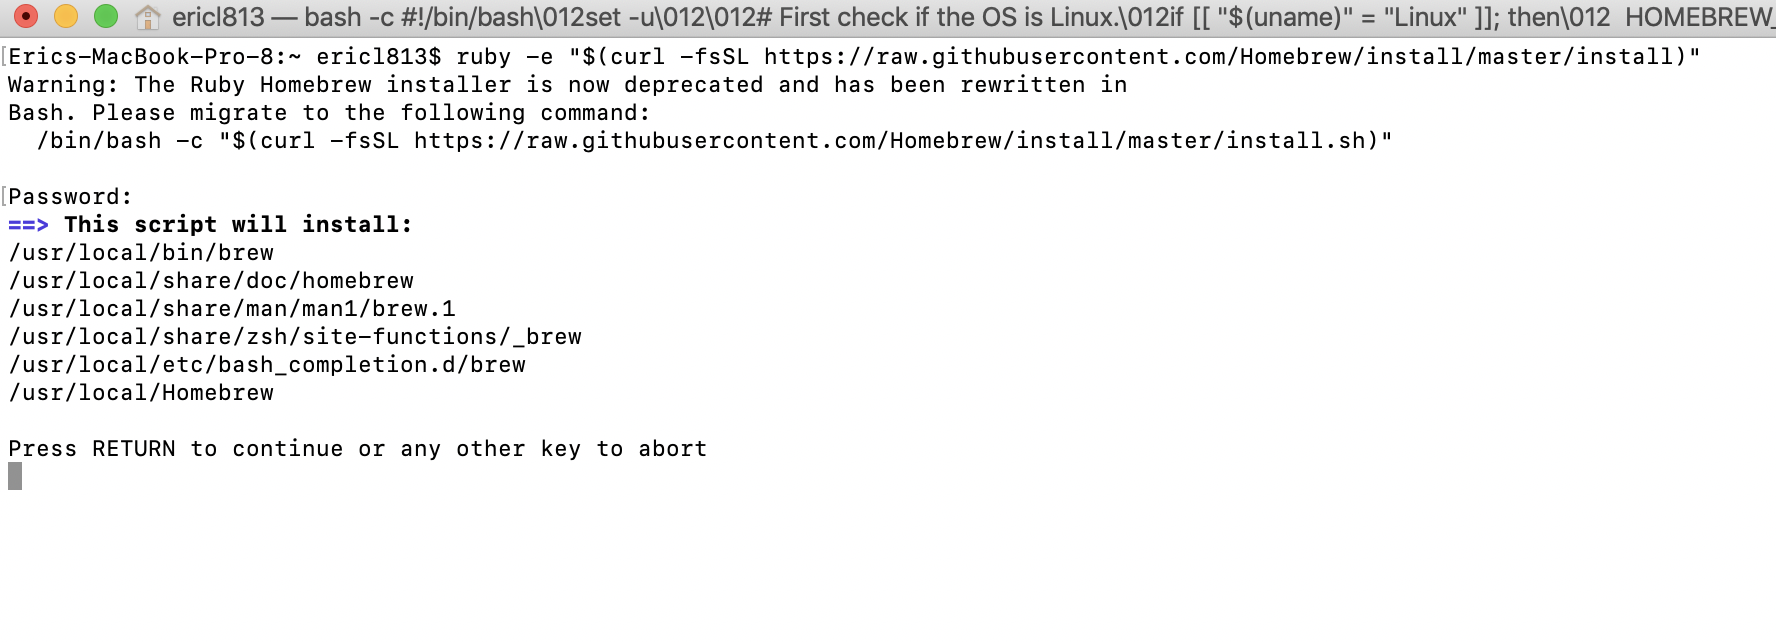 ericl813 — bash -c #!/bin/bash\012set -u\012\012# First check if the OS is Linux.\012if [[ "$(uname)" = "Linux" ]]; then\012  HOMEBREW_
Erics-MacBook-Pro-8:~ ericl813$ ruby -e "$(curl -fsSL https://raw.githubusercontent.com/Homebrew/install/master/install)"
Warning: The Ruby Homebrew installer is now deprecated and has been rewritten in
Bash. Please migrate to the following command:
  /bin/bash -c "$(curl -fsSL https://raw.githubusercontent.com/Homebrew/install/master/install.sh)"

Password:
==> This script will install:
/usr/local/bin/brew
/usr/local/share/doc/homebrew
/usr/local/share/man/man1/brew.1
/usr/local/share/zsh/site-functions/_brew
/usr/local/etc/bash_completion.d/brew
/usr/local/Homebrew

Press RETURN to continue or any other key to abort